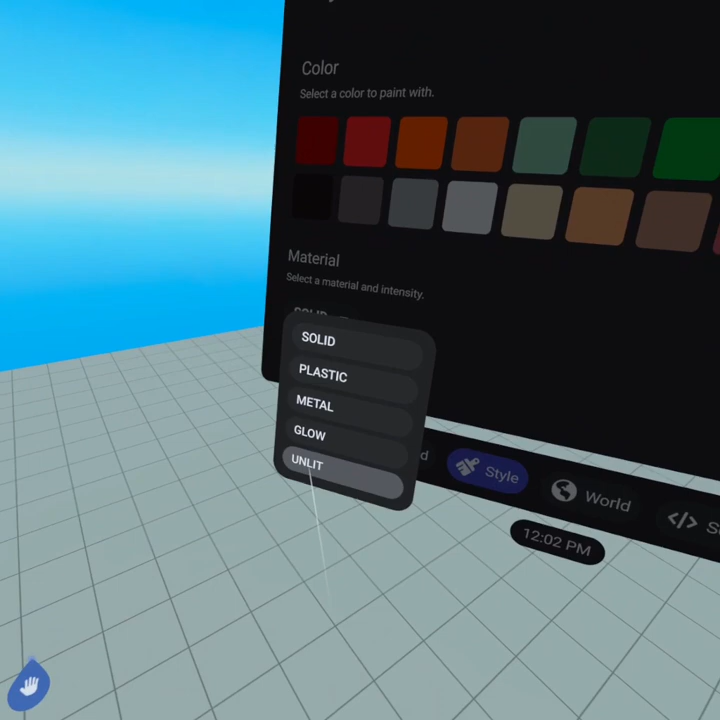 Color
Select a color to paint with.
Material
Select a material and intensity.
SOLID
SOLID
PLASTIC
METAL
GLOW
UNLIT
Style
World
12:02 PM